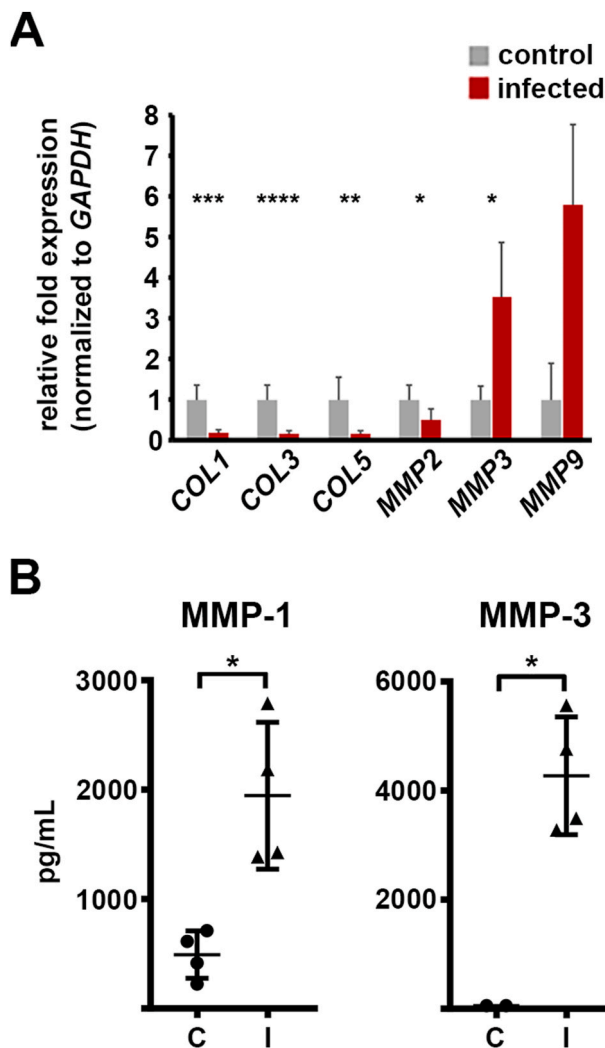 A
control
infected
relative fold expression
(normalized to GAPDH)
8
7
6
5
4
3
2
1
0
*** **** ** * *
COL1 COL3 COL5 MMP2 MMP3 MMP9
B
MMP-1 MMP-3
* *
pg/mL
3000
2000
1000
6000
4000
2000
C I C I